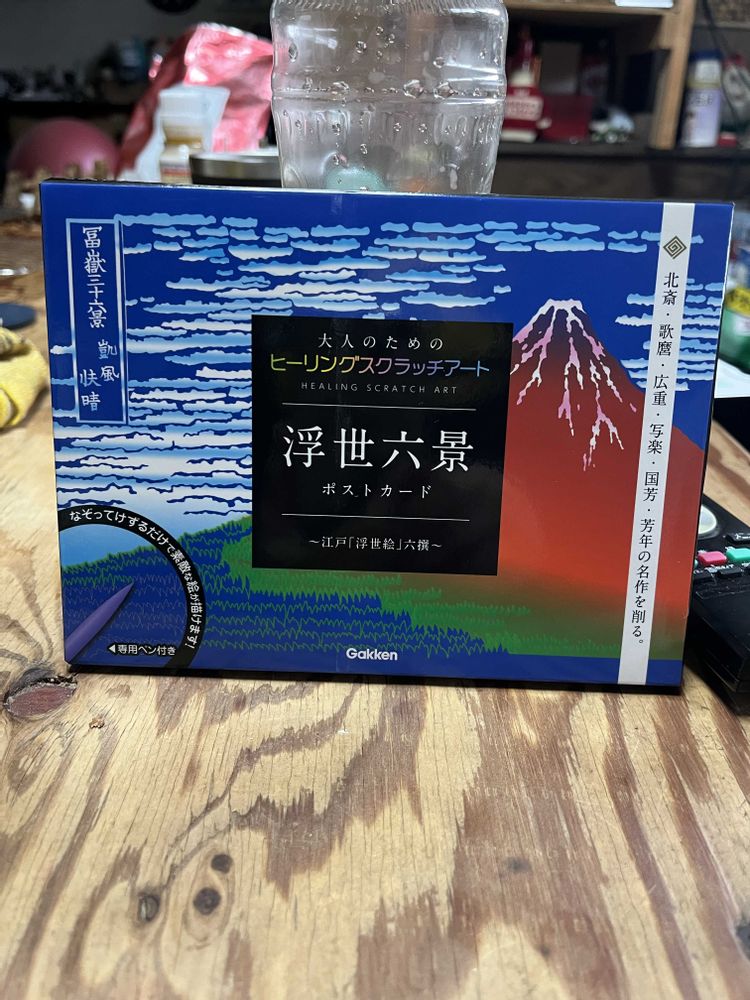 冨嶽三十六景
凱風
快晴
大人のための
ヒーリングスクラッチアート
HEALING SCRATCH ART
浮世六景
ポストカード
～江戸「浮世絵」六撰～
北斎・歌麿・広重・写楽・国芳・芳年の名作を削る。
なぞってけずるだけで素敵な絵が描けます!
◀専用ペン付き
Gakken